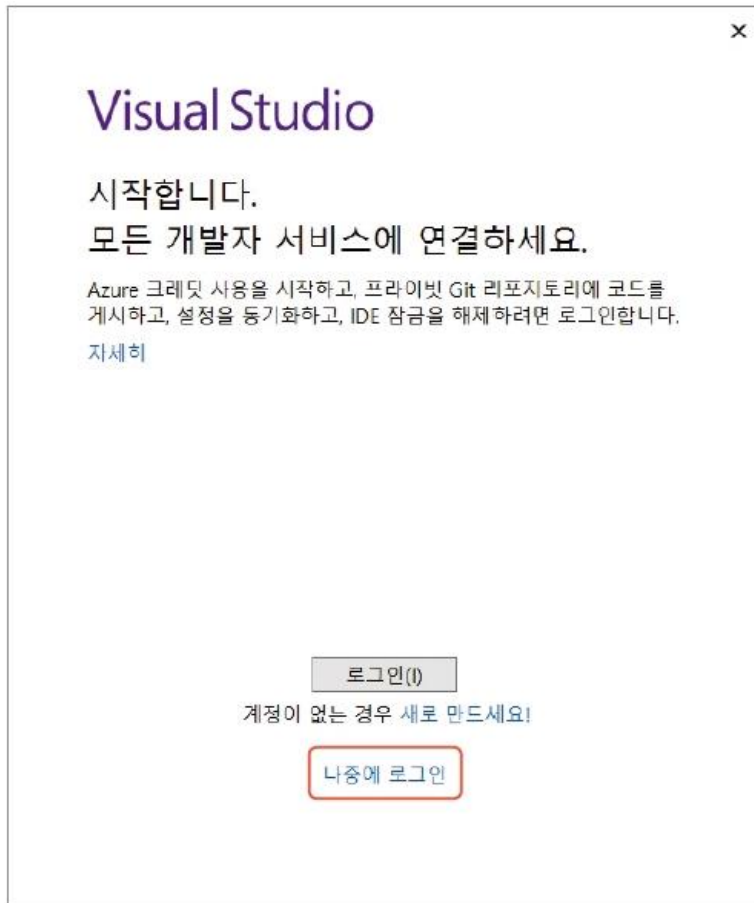 Visual Studio
시작합니다.
모든 개발자 서비스에 연결하세요.
Azure 크레딧 사용을 시작하고, 프라이빗 Git 리포지토리에 코드를
게시하고, 설정을 동기화하고, IDE 잠금을 해제하려면 로그인합니다.
자세히
로그인(I)
계정이 없는 경우 새로 만드세요!
나중에 로그인